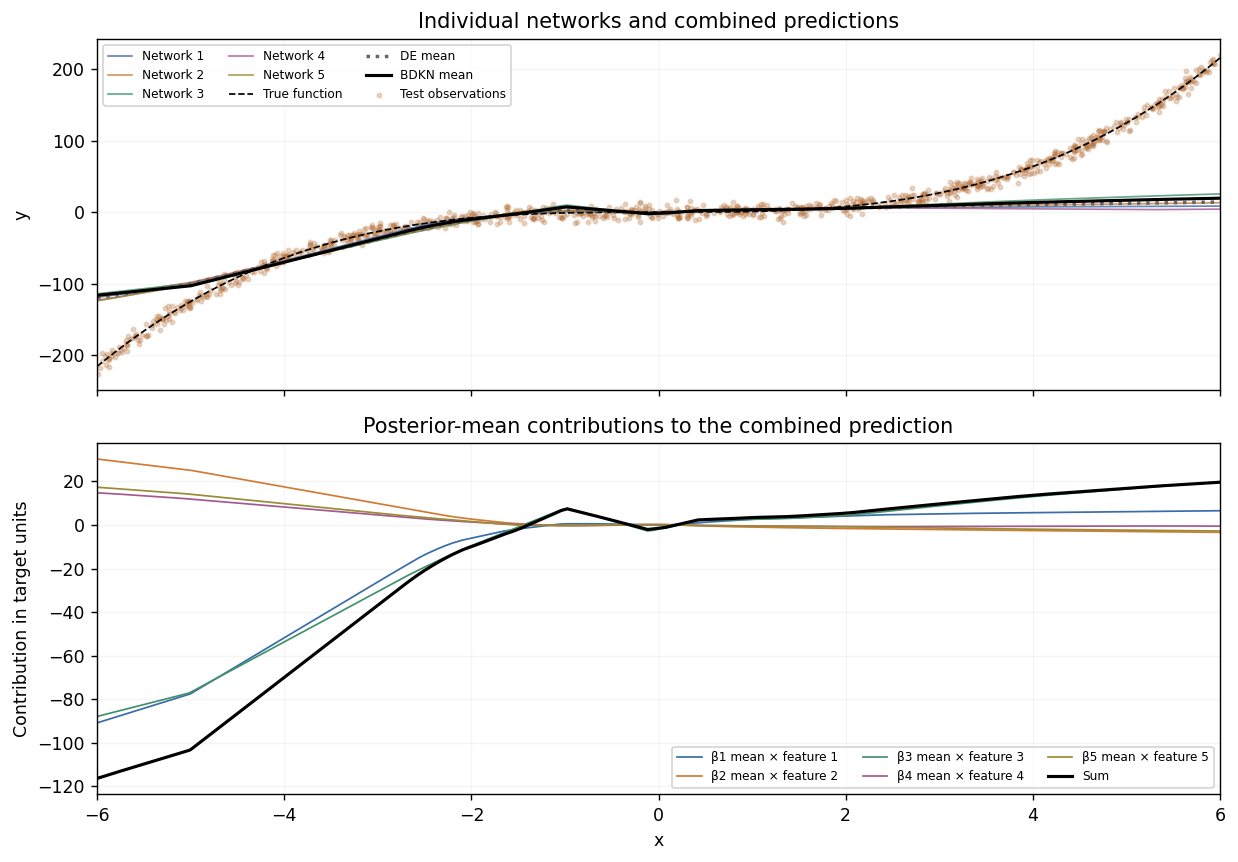 Individual networks and combined predictions
Network 1 Network 4 DE mean
Network 2 Network 5 BDKN mean
Network 3 True function Test observations
200
100
0
−100
−200
y
Posterior-mean contributions to the combined prediction
20
0
−20
−40
−60
−80
−100
−120
Contribution in target units
β1 mean × feature 1 β3 mean × feature 3 β5 mean × feature 5
β2 mean × feature 2 β4 mean × feature 4 Sum
−6 −4 −2 0 2 4 6
x